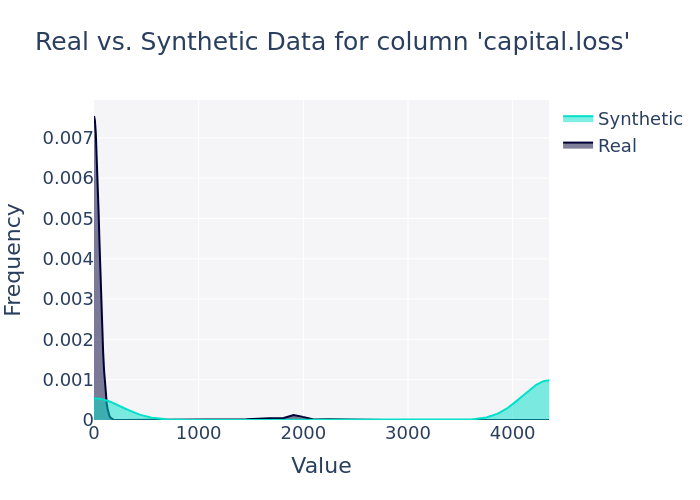 Real vs. Synthetic Data for column 'capital.loss'
Synthetic
Real
Frequency
0.007
0.006
0.005
0.004
0.003
0.002
0.001
0
0 1000 2000 3000 4000
Value